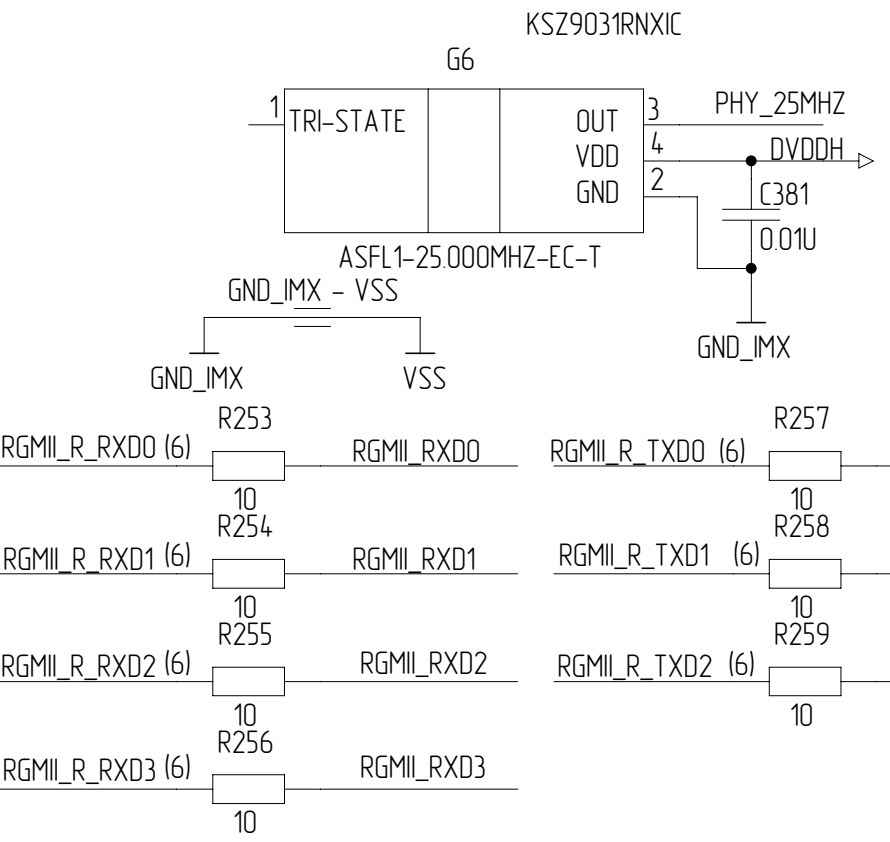 KSZ9031RNXIC
G6
1 TRI-STATE OUT 3 PHY_25MHZ
VDD 4 DVDDH
GND 2 C381
0.01U
ASFL1-25.000MHZ-EC-T
GND_IMX - VSS
GND_IMX
GND_IMX VSS
R253 R257
RGMII_R_RXD0 (6) RGMII_RXD0 RGMII_R_TXD0 (6)
10 10
R254 R258
RGMII_R_RXD1 (6) RGMII_RXD1 RGMII_R_TXD1 (6)
10 10
R255 R259
RGMII_R_RXD2 (6) RGMII_RXD2 RGMII_R_TXD2 (6)
10 10
R256
RGMII_R_RXD3 (6) RGMII_RXD3
10